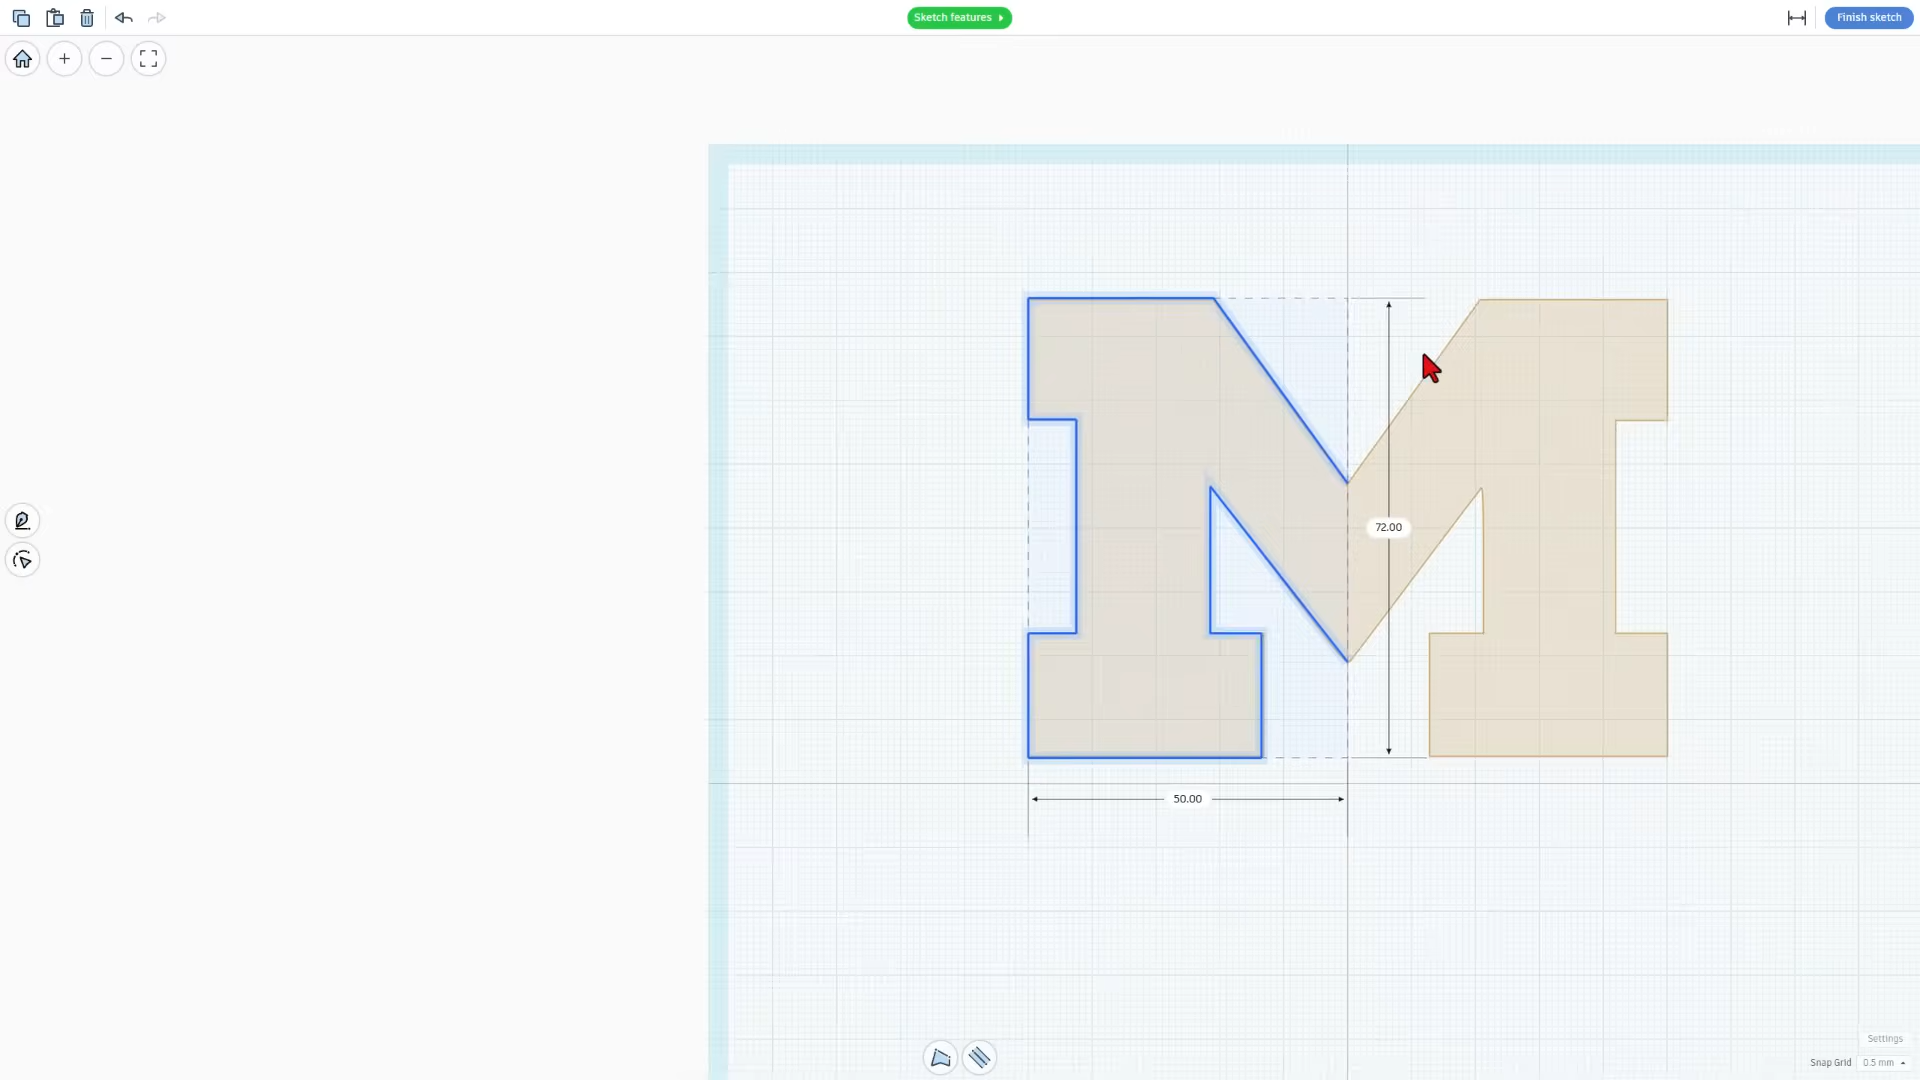 Sketch features
Finish sketch
72.00
50.00
Settings
Snap Grid 0.5 mm